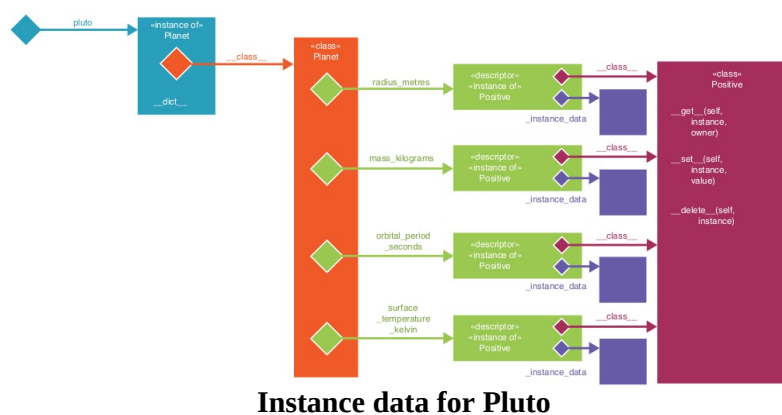 pluto
«instance of»
Planet
__class__
__dict__
«class»
Planet
radius_metres
«descriptor»
«instance of»
Positive
__class__
_instance_data
mass_kilograms
«descriptor»
«instance of»
Positive
__class__
_instance_data
orbital_period
_seconds
«descriptor»
«instance of»
Positive
__class__
_instance_data
surface
_temperature
_kelvin
«descriptor»
«instance of»
Positive
__class__
_instance_data
«class»
Positive
__get__(self,
instance,
owner)
__set__(self,
instance,
value)
__delete__(self,
instance)
Instance data for Pluto